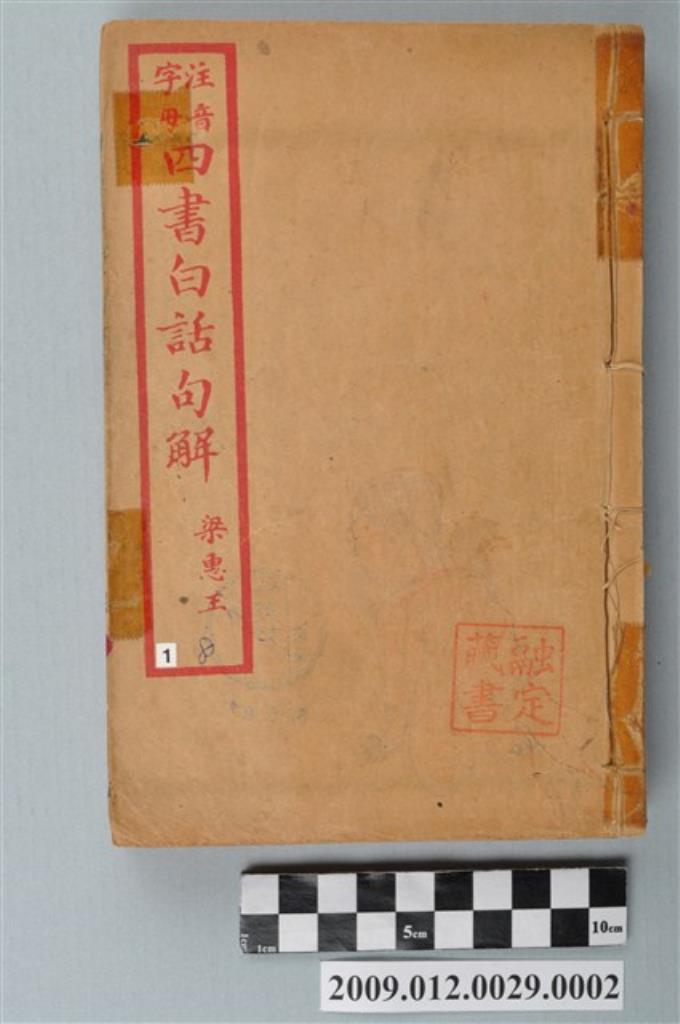 注音
字母
四書白話句解
梁惠王
8
1
融定
藏書
1cm
5cm
10cm
2009.012.0029.0002